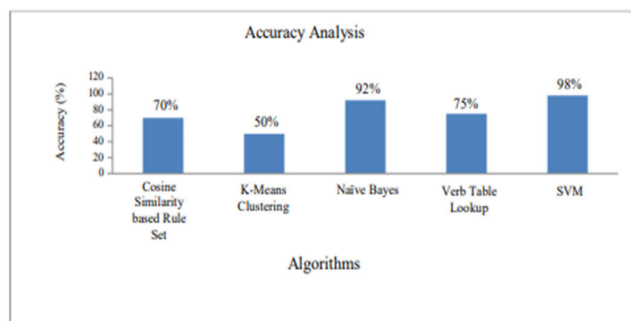 Accuracy Analysis
Accuracy (%)
120
100
80
60
40
20
0
70%
50%
92%
75%
98%
Cosine
Similarity
based Rule
Set
K-Means
Clustering
Naïve Bayes
Verb Table
Lookup
SVM
Algorithms